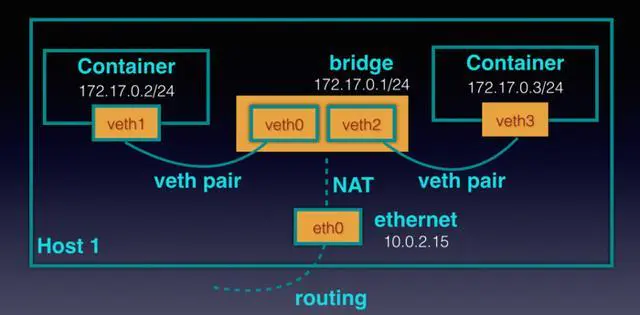 Container
172.17.0.2/24
veth1
bridge
172.17.0.1/24
veth0
veth2
Container
172.17.0.3/24
veth3
veth pair
NAT
veth pair
eth0
ethernet
10.0.2.15
Host 1
routing